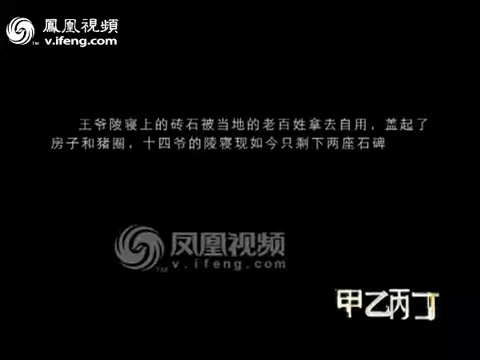 鳳凰視頻
v.ifeng.com
王爷陵寝上的砖石被当地的老百姓拿去自用，盖起了
房子和猪圈，十四爷的陵寝现如今只剩下两座石碑
凤凰视频
v.ifeng.com
甲乙丙丁